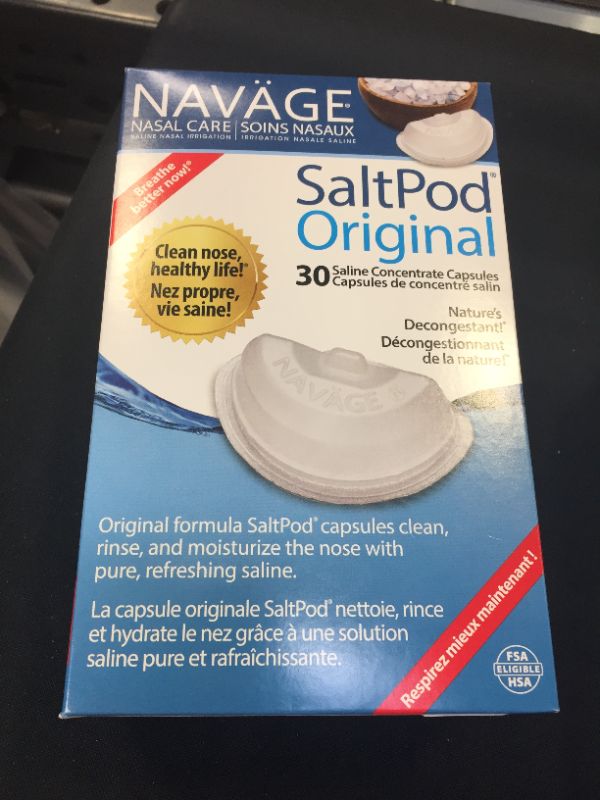 NAVÄGE®
NASAL CARE | SOINS NASAUX
SALINE NASAL IRRIGATION | IRRIGATION NASALE SALINE
Breathe
better now!®
SaltPod®
Original
30 Saline Concentrate Capsules
Capsules de concentré salin
Clean nose,
healthy life!™
Nez propre,
vie saine!
Nature's
Decongestant!™
Décongestionnant
de la nature!™
NAVÄGE
Original formula SaltPod® capsules clean,
rinse, and moisturize the nose with
pure, refreshing saline.
La capsule originale SaltPod® nettoie, rince
et hydrate le nez grâce à une solution
saline pure et rafraîchissante.
Respirez mieux maintenant!
FSA
ELIGIBLE
HSA